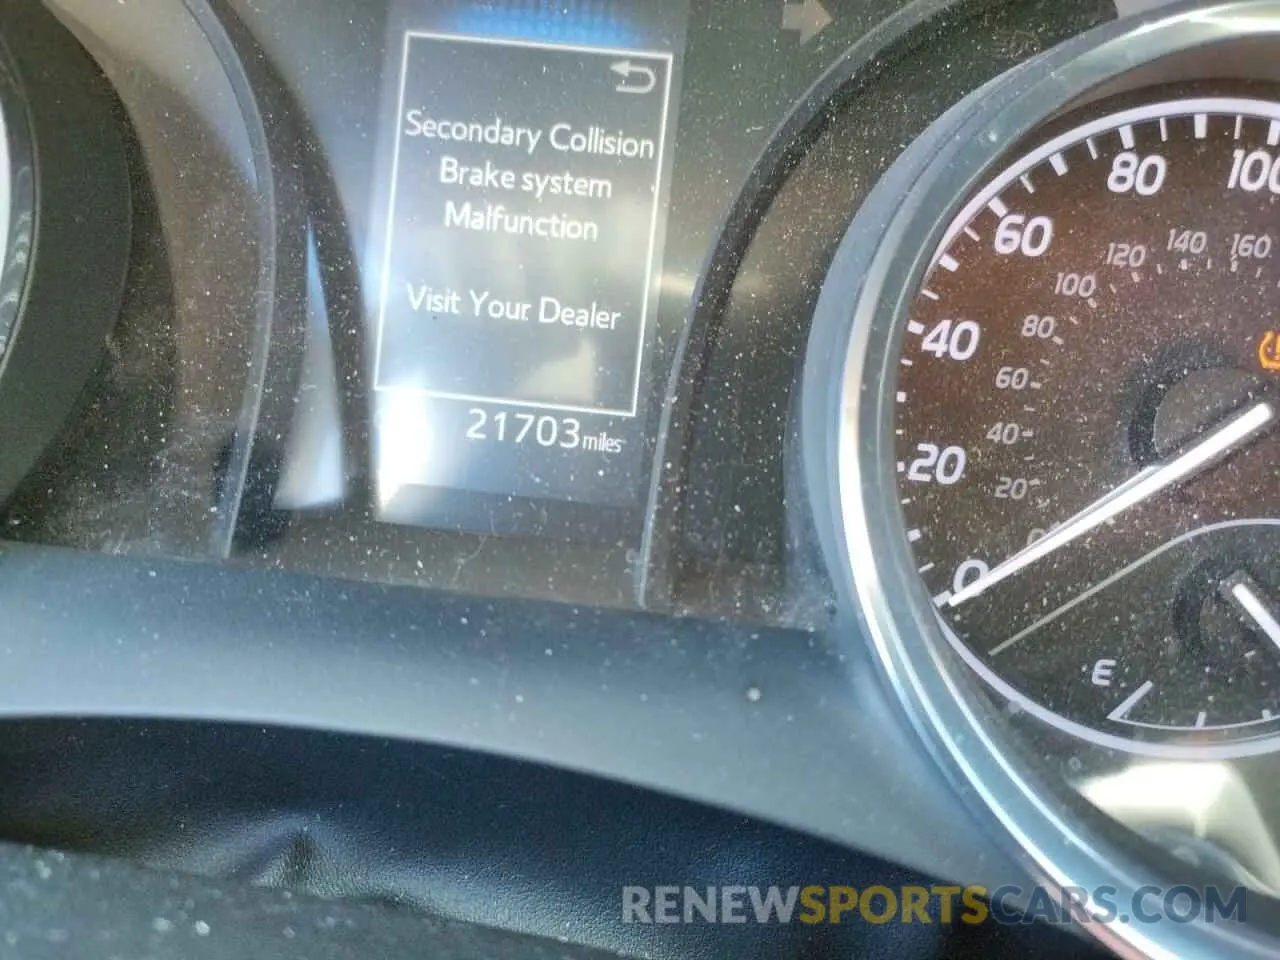 Secondary Collision
Brake system
Malfunction
Visit Your Dealer
21703 miles
80
100
60
120
140
160
100
40
80
60
40
20
20
0
0
E
RENEWSPORTSCARS.COM